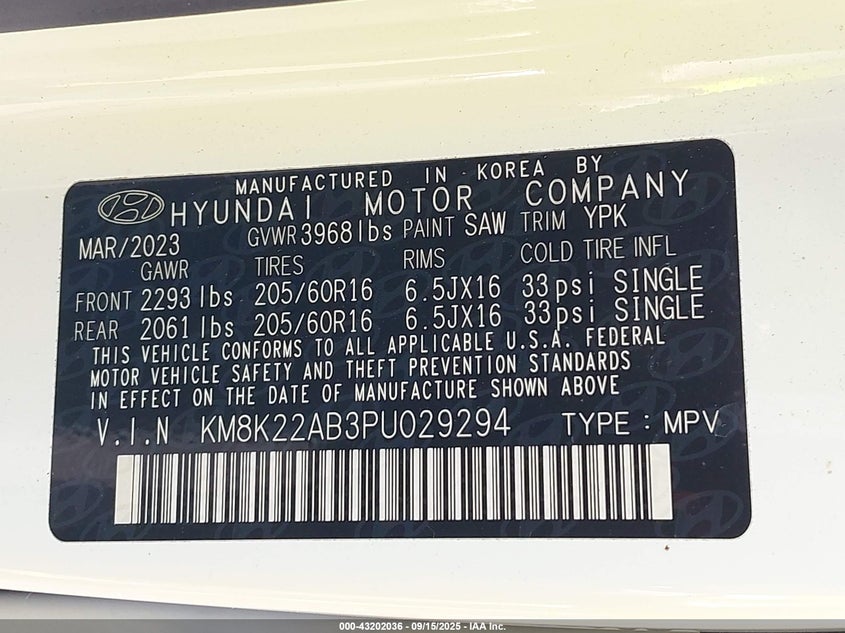 MANUFACTURED IN KOREA BY
HYUNDAI MOTOR COMPANY
MAR/2023 GVWR 3968 lbs PAINT SAW TRIM YPK
GAWR TIRES RIMS COLD TIRE INFL
FRONT 2293 lbs 205/60R16 6.5JX16 33psi SINGLE
REAR 2061 lbs 205/60R16 6.5JX16 33psi SINGLE
THIS VEHICLE CONFORMS TO ALL APPLICABLE U.S.A. FEDERAL
MOTOR VEHICLE SAFETY AND THEFT PREVENTION STANDARDS
IN EFFECT ON THE DATE OF MANUFACTURE SHOWN ABOVE
V.I.N KM8K22AB3PU029294 TYPE : MPV
000-43202036 - 09/15/2025 - IAA Inc.